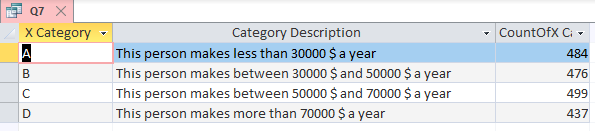 Q7 X
X Category Category Description CountOfX Ca
A This person makes less than 30000 $ a year 484
B This person makes between 30000 $ and 50000 $ a year 476
C This person makes between 50000 $ and 70000 $ a year 499
D This person makes more than 70000 $ a year 437